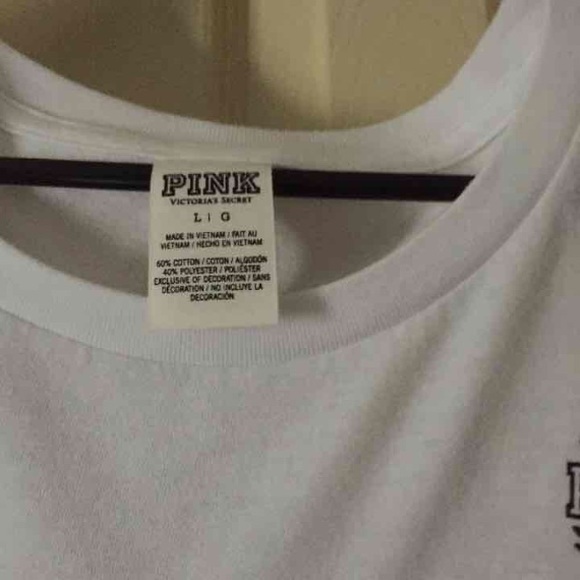 PINK
VICTORIA'S SECRET
L | G
MADE IN VIETNAM / FAIT AU
VIETNAM / HECHO EN VIETNAM
60% COTTON / COTON / ALGODÓN
40% POLYESTER / POLIÉSTER
EXCLUSIVE OF DECORATION / SANS
DÉCORATION / NO INCLUYE LA
DECORACIÓN